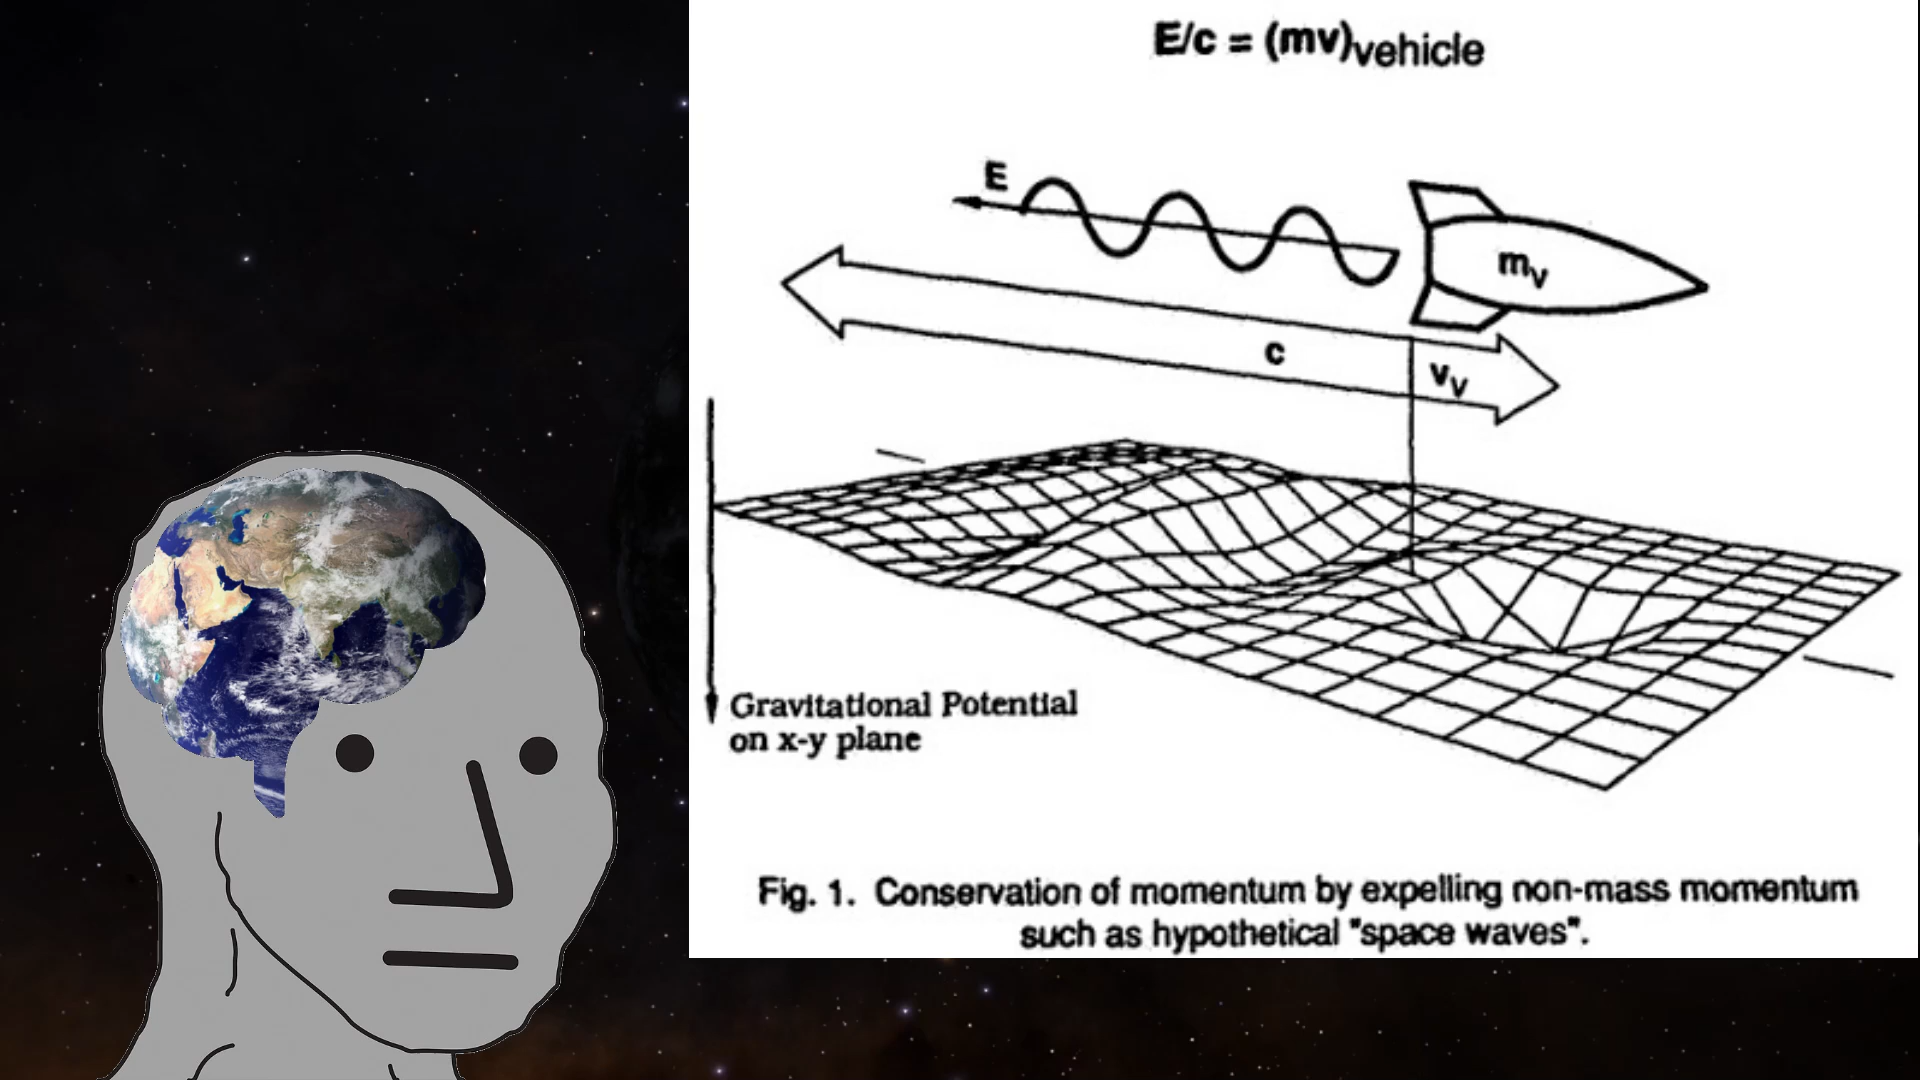 E/c = (mv)vehicle
E
mv
c
vv
Gravitational Potential
on x-y plane
Fig. 1. Conservation of momentum by expelling non-mass momentum
such as hypothetical "space waves".